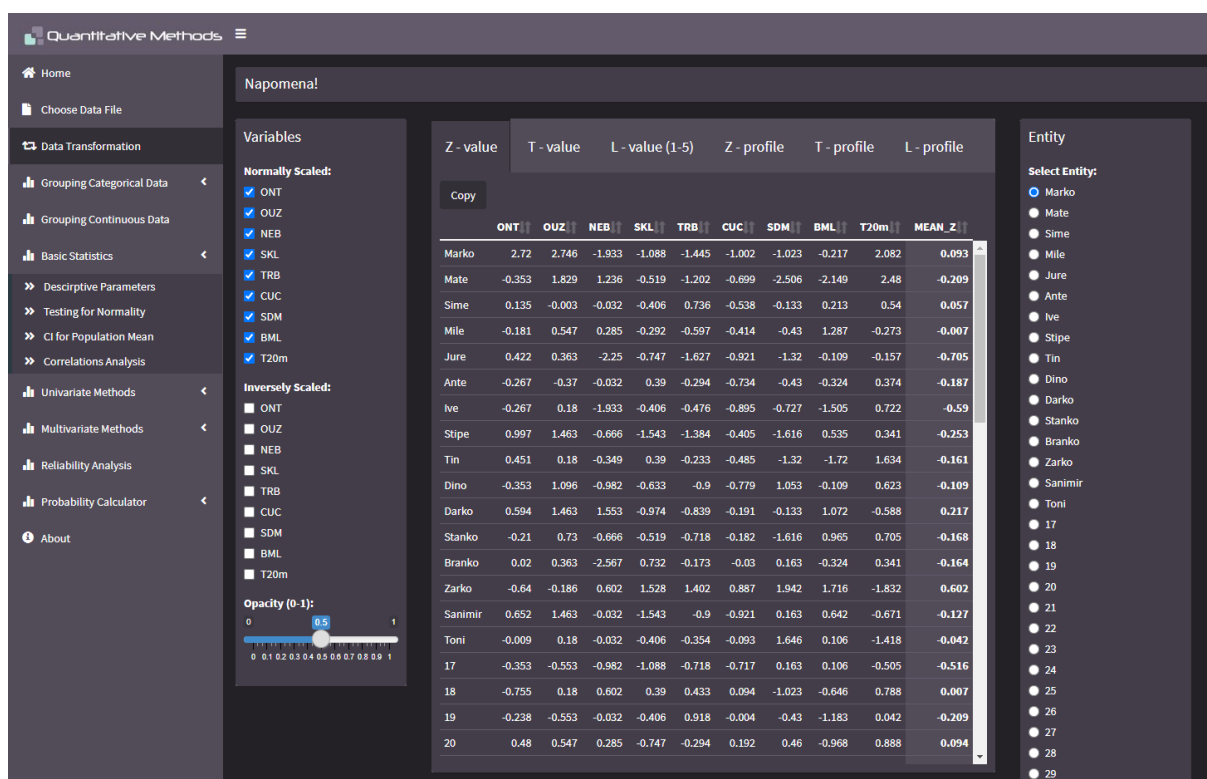 Quantitative Methods
Home
Choose Data File
Data Transformation
Grouping Categorical Data
Grouping Continuous Data
Basic Statistics
Descirptive Parameters
Testing for Normality
CI for Population Mean
Correlations Analysis
Univariate Methods
Multivariate Methods
Reliability Analysis
Probability Calculator
About
Napomena!
Variables
Normally Scaled:
ONT
OUZ
NEB
SKL
TRB
CUC
SDM
BML
T20m
Inversely Scaled:
ONT
OUZ
NEB
SKL
TRB
CUC
SDM
BML
T20m
Opacity (0-1):
0 0.5 1
0 0.1 0.2 0.3 0.4 0.5 0.6 0.7 0.8 0.9 1
Z - value T - value L - value (1-5) Z - profile T - profile L - profile
Copy
ONT OUZ NEB SKL TRB CUC SDM BML T20m MEAN_Z
Marko 2.72 2.746 -1.933 -1.088 -1.445 -1.002 -1.023 -0.217 2.082 0.093
Mate -0.353 1.829 1.236 -0.519 -1.202 -0.699 -2.506 -2.149 2.48 -0.209
Sime 0.135 -0.003 -0.032 -0.406 0.736 -0.538 -0.133 0.213 0.54 0.057
Mile -0.181 0.547 0.285 -0.292 -0.597 -0.414 -0.43 1.287 -0.273 -0.007
Jure 0.422 0.363 -2.25 -0.747 -1.627 -0.921 -1.32 -0.109 -0.157 -0.705
Ante -0.267 -0.37 -0.032 0.39 -0.294 -0.734 -0.43 -0.324 0.374 -0.187
Ive -0.267 0.18 -1.933 -0.406 -0.476 -0.895 -0.727 -1.505 0.722 -0.59
Stipe 0.997 1.463 -0.666 -1.543 -1.384 -0.405 -1.616 0.535 0.341 -0.253
Tin 0.451 0.18 -0.349 0.39 -0.233 -0.485 -1.32 -1.72 1.634 -0.161
Dino -0.353 1.096 -0.982 -0.633 -0.9 -0.779 1.053 -0.109 0.623 -0.109
Darko 0.594 1.463 1.553 -0.974 -0.839 -0.191 -0.133 1.072 -0.588 0.217
Stanko -0.21 0.73 -0.666 -0.519 -0.718 -0.182 -1.616 0.965 0.705 -0.168
Branko 0.02 0.363 -2.567 0.732 -0.173 -0.03 0.163 -0.324 0.341 -0.164
Zarko -0.64 -0.186 0.602 1.528 1.402 0.887 1.942 1.716 -1.832 0.602
Sanimir 0.652 1.463 -0.032 -1.543 -0.9 -0.921 0.163 0.642 -0.671 -0.127
Toni -0.009 0.18 -0.032 -0.406 -0.354 -0.093 1.646 0.106 -1.418 -0.042
17 -0.353 -0.553 -0.982 -1.088 -0.718 -0.717 0.163 0.106 -0.505 -0.516
18 -0.755 0.18 0.602 0.39 0.433 0.094 -1.023 -0.646 0.788 0.007
19 -0.238 -0.553 -0.032 -0.406 0.918 -0.004 -0.43 -1.183 0.042 -0.209
20 0.48 0.547 0.285 -0.747 -0.294 0.192 0.46 -0.968 0.888 0.094
Entity
Select Entity:
Marko
Mate
Sime
Mile
Jure
Ante
Ive
Stipe
Tin
Dino
Darko
Stanko
Branko
Zarko
Sanimir
Toni
17
18
19
20
21
22
23
24
25
26
27
28
29